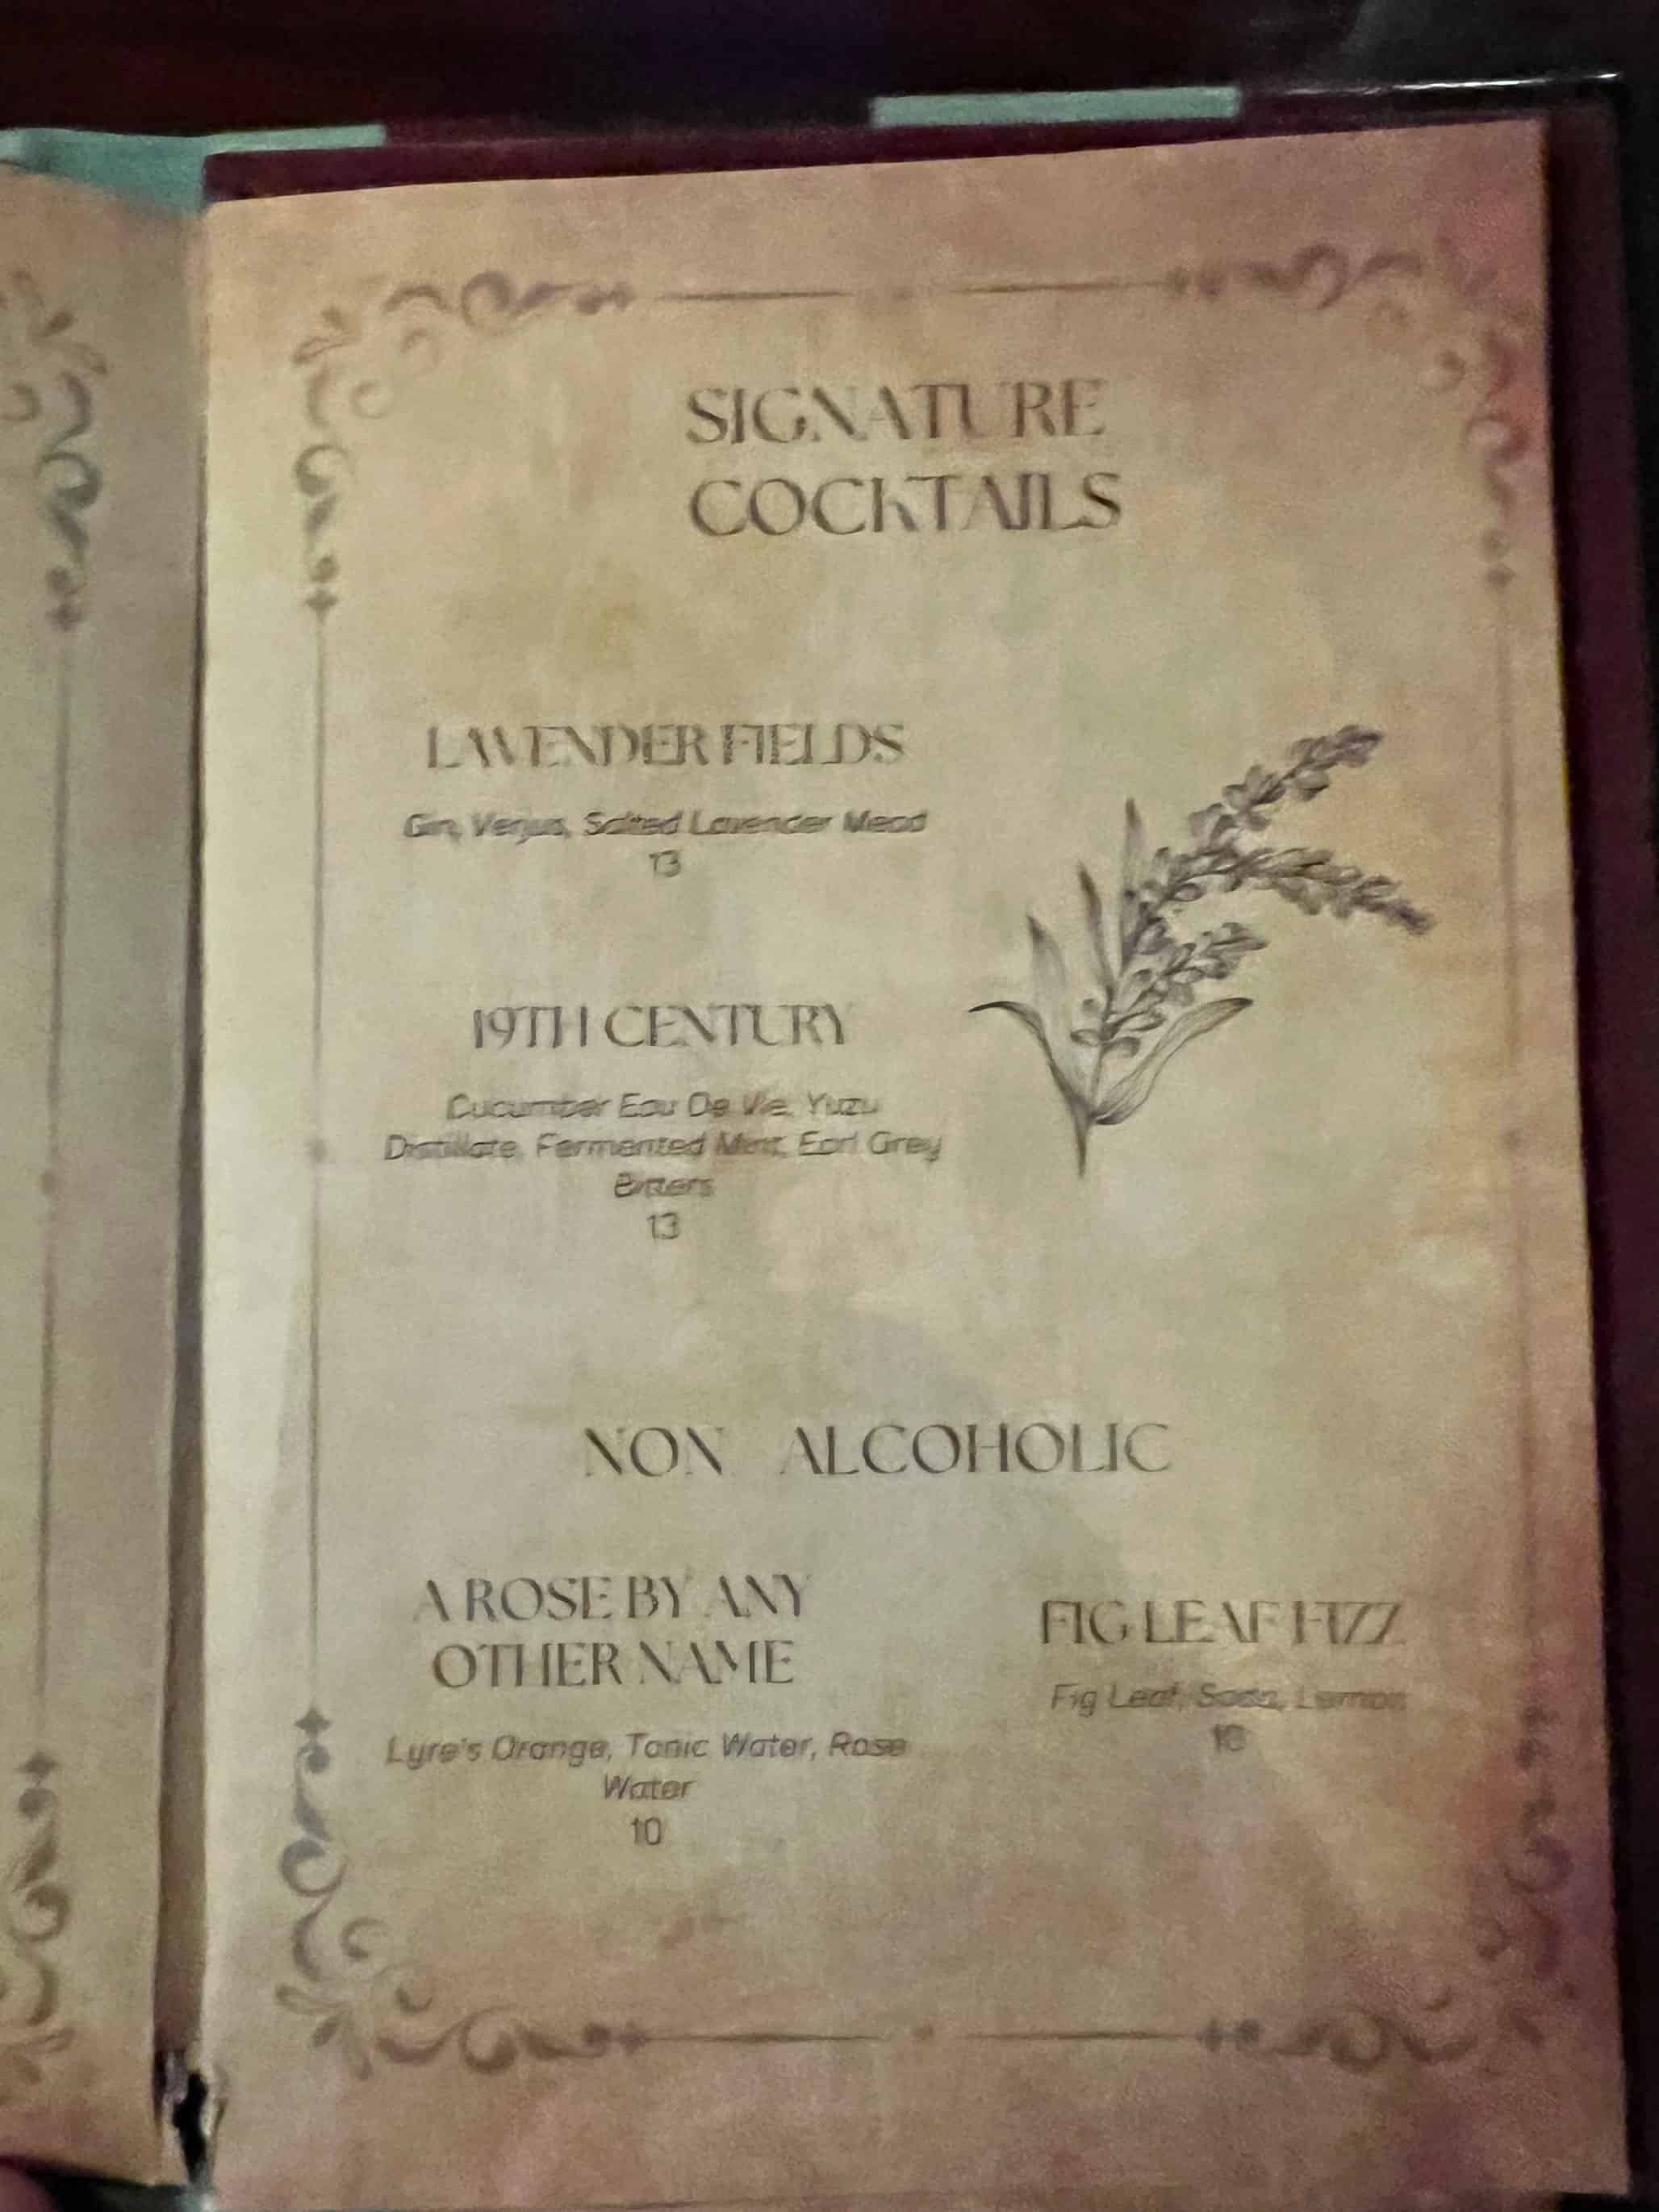 SIGNATURE
COCKTAILS
LAVENDER FIELDS
Gin, Verjus, Salted Lavender Mead
13
19TH CENTURY
Cucumber Eau De Vie, Yuzu
Distillate, Fermented Mint, Earl Grey
Bitters
13
NON ALCOHOLIC
A ROSE BY ANY
OTHER NAME
Lyre's Orange, Tonic Water, Rose
Water
10
FIG LEAF FIZZ
Fig Leaf, Soda, Lemon